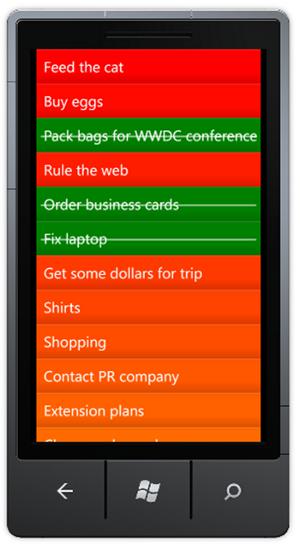 Feed the cat
Buy eggs
Pack bags for WWDC conference
Rule the web
Order business cards
Fix laptop
Get some dollars for trip
Shirts
Shopping
Contact PR company
Extension plans